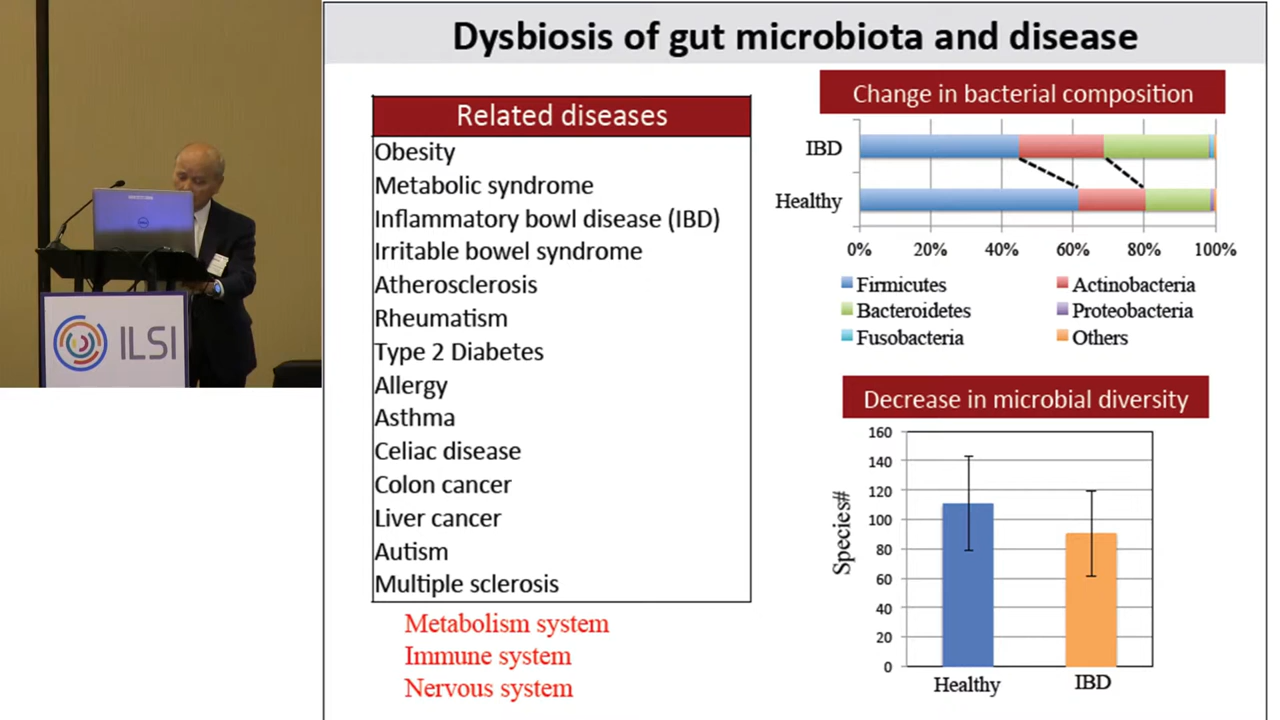 Dysbiosis of gut microbiota and disease
Related diseases
Obesity
Metabolic syndrome
Inflammatory bowl disease (IBD)
Irritable bowel syndrome
Atherosclerosis
Rheumatism
Type 2 Diabetes
Allergy
Asthma
Celiac disease
Colon cancer
Liver cancer
Autism
Multiple sclerosis
Metabolism system
Immune system
Nervous system
Change in bacterial composition
IBD
Healthy
0% 20% 40% 60% 80% 100%
Firmicutes Actinobacteria
Bacteroidetes Proteobacteria
Fusobacteria Others
Decrease in microbial diversity
Species#
160
140
120
100
80
60
40
20
0
Healthy IBD
ILSI
DELL